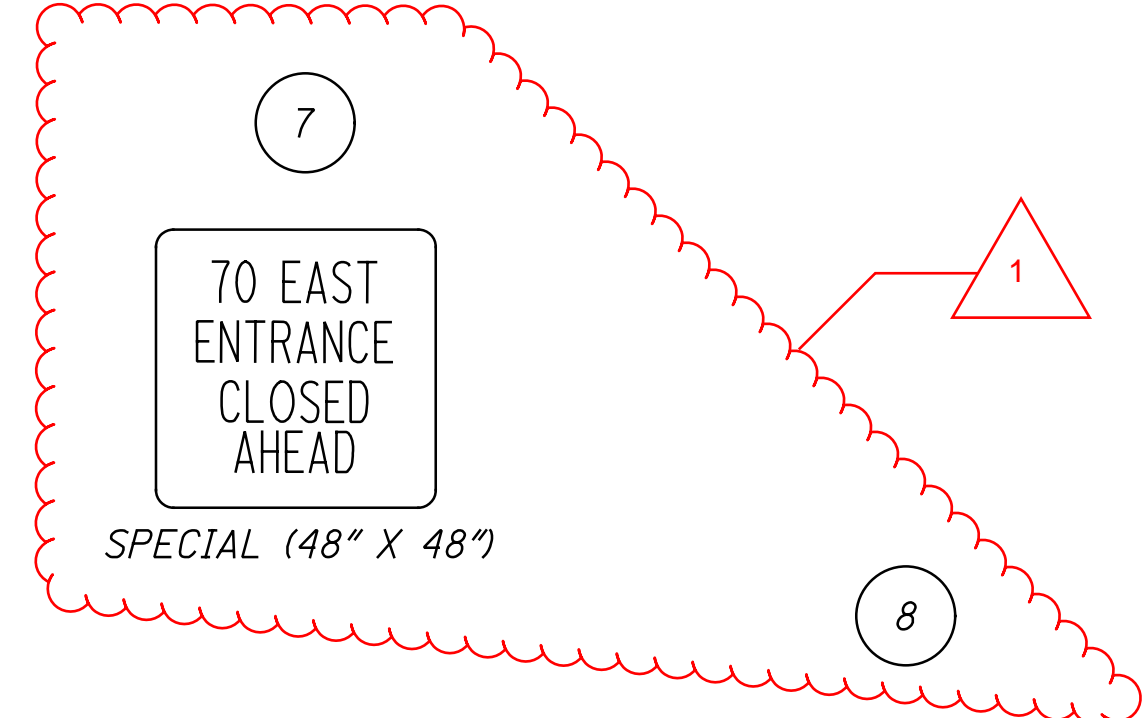 7
1
70 EAST
ENTRANCE
CLOSED
AHEAD
SPECIAL (48" X 48")
8